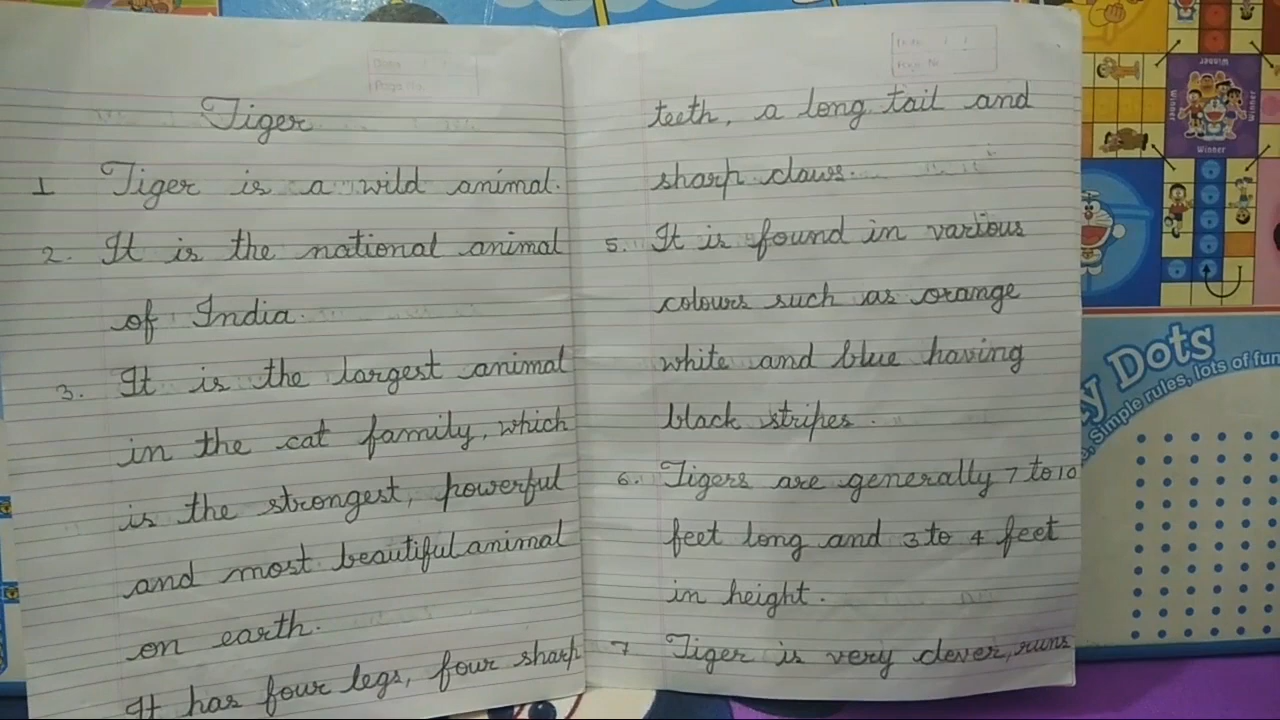 Tiger
1 Tiger is a wild animal.
2. It is the national animal
of India.
3. It is the largest animal
in the cat family, which
is the strongest, powerful
and most beautiful animal
on earth.
It has four legs, four sharp
teeth, a long tail and
sharp claws.
5. It is found in various
colours such as orange
white and blue having
black stripes.
6. Tigers are generally 7 to 10
feet long and 3 to 4 feet
in height.
7 Tiger is very clever, runs
Winner
Winner
Winner
Winner
y Dots
Simple rules, lots of fun